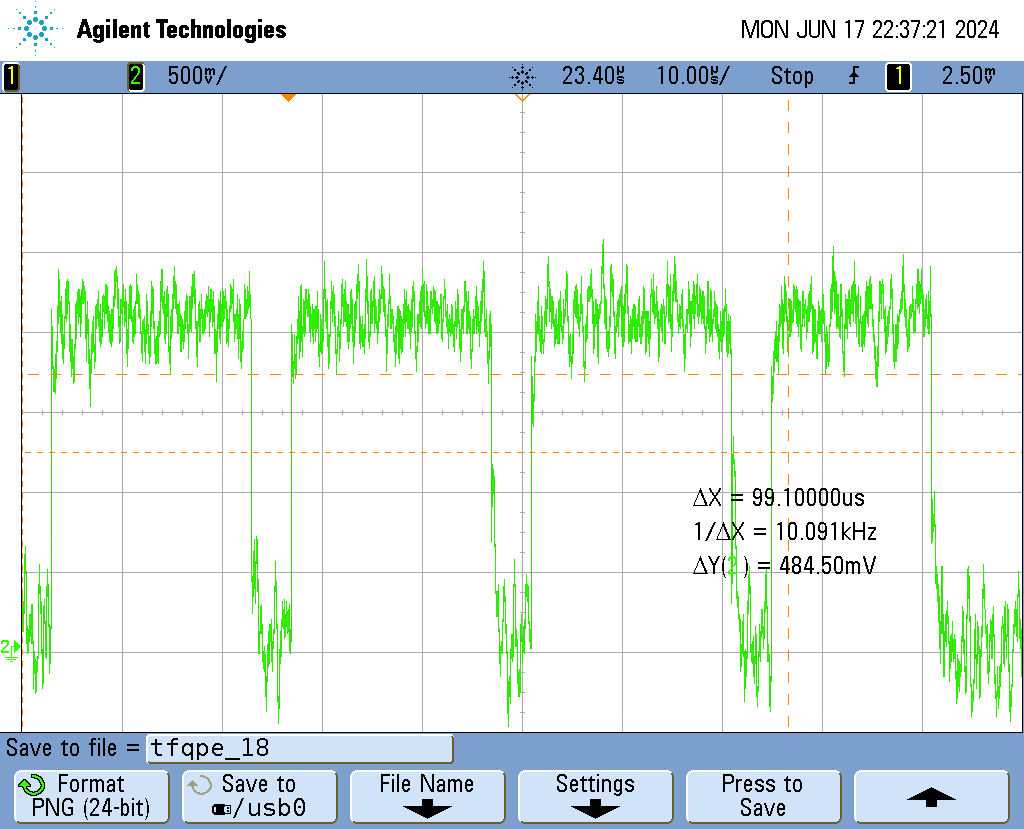 Agilent Technologies MON JUN 17 22:37:21 2024
1 2 500mV/ 23.40us 10.00us/ Stop 1 2.50V
ΔX = 99.10000us
1/ΔX = 10.091kHz
ΔY(2) = 484.50mV
2
Save to file = tfqpe_18
Format Save to File Name Settings Press to
PNG (24-bit) /usb0 Save